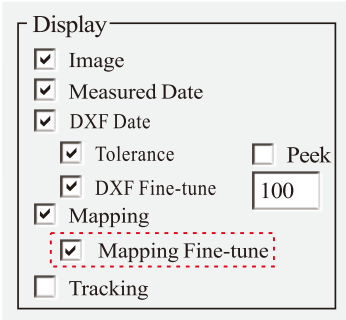 Display
Image
Measured Date
DXF Date
Tolerance
Peek
DXF Fine-tune
100
Mapping
Mapping Fine-tune
Tracking